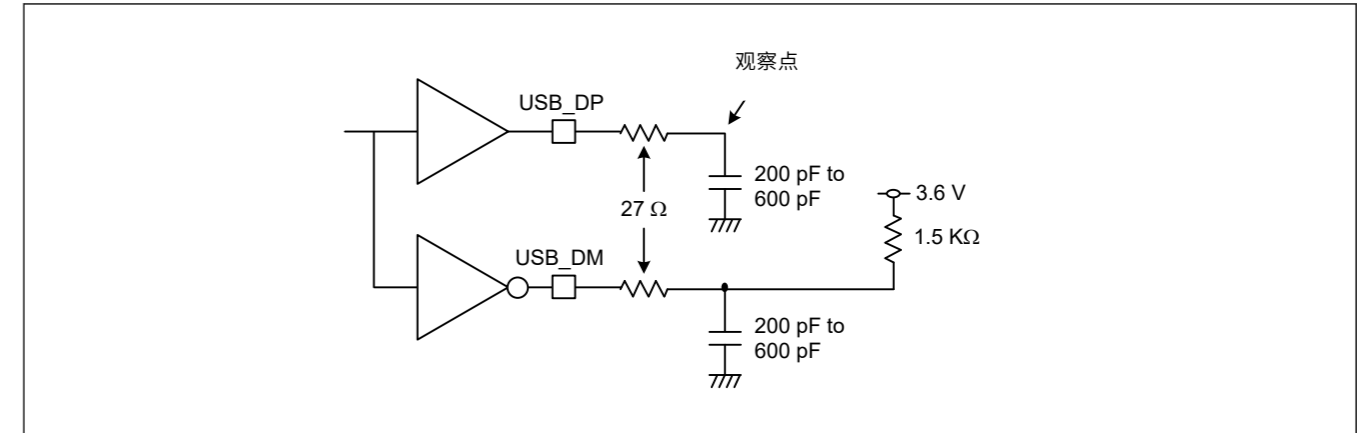 观察点
USB_DP
200 pF to
600 pF
27 Ω
3.6 V
1.5 KΩ
USB_DM
200 pF to
600 pF